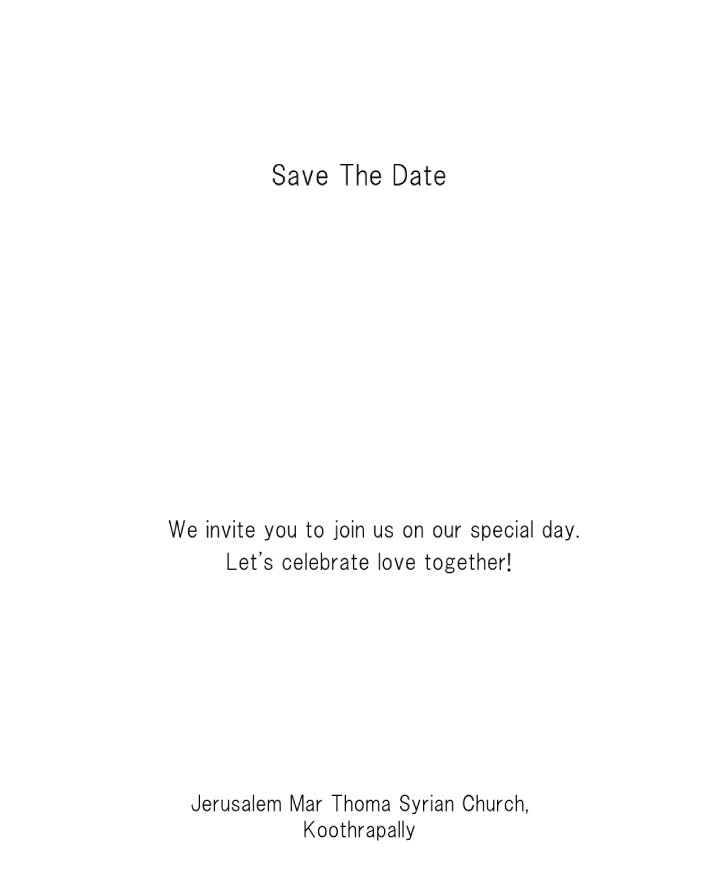 Save The Date
We invite you to join us on our special day.
Let's celebrate love together!
Jerusalem Mar Thoma Syrian Church,
Koothrapally